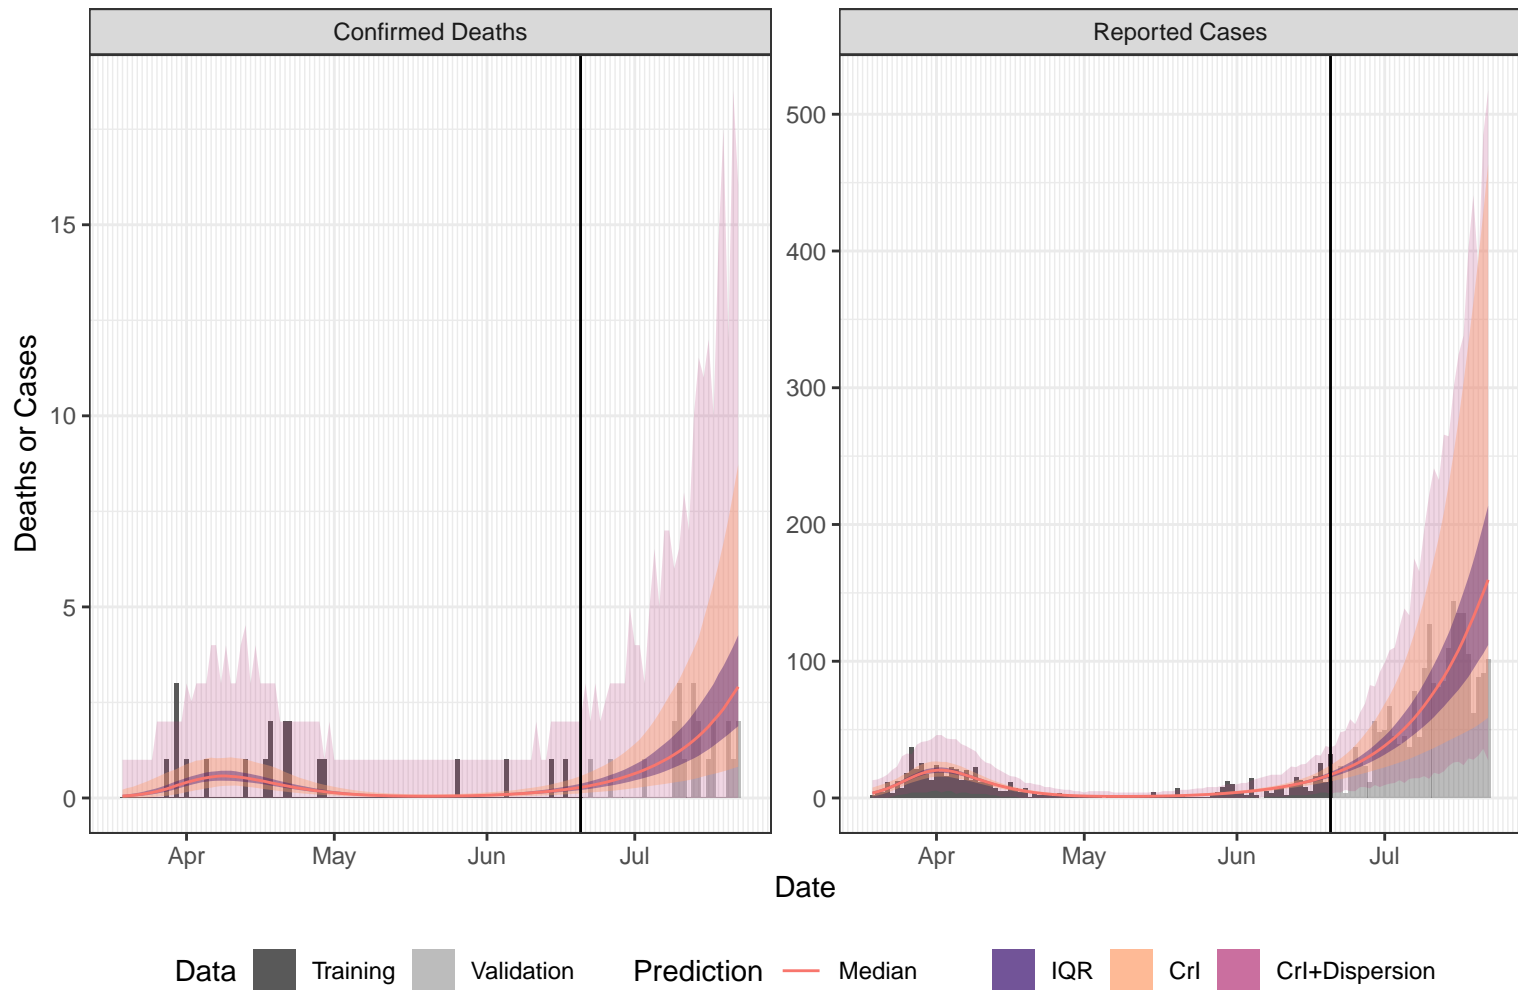 Confirmed Deaths
Reported Cases
Deaths or Cases
15
10
5
0
500
400
300
200
100
0
Apr May Jun Jul
Apr May Jun Jul
Date
Data Training Validation Prediction Median IQR CrI CrI+Dispersion